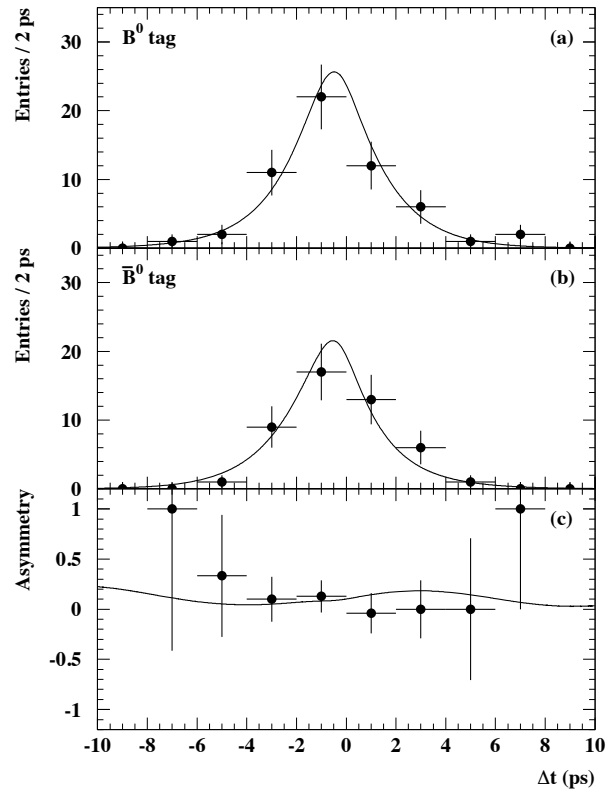 Entries / 2 ps
30
20
10
0
B⁰ tag
(a)
Entries / 2 ps
30
20
10
0
B̅⁰ tag
(b)
Asymmetry
1
0.5
0
-0.5
-1
(c)
-10 -8 -6 -4 -2 0 2 4 6 8 10
Δt (ps)